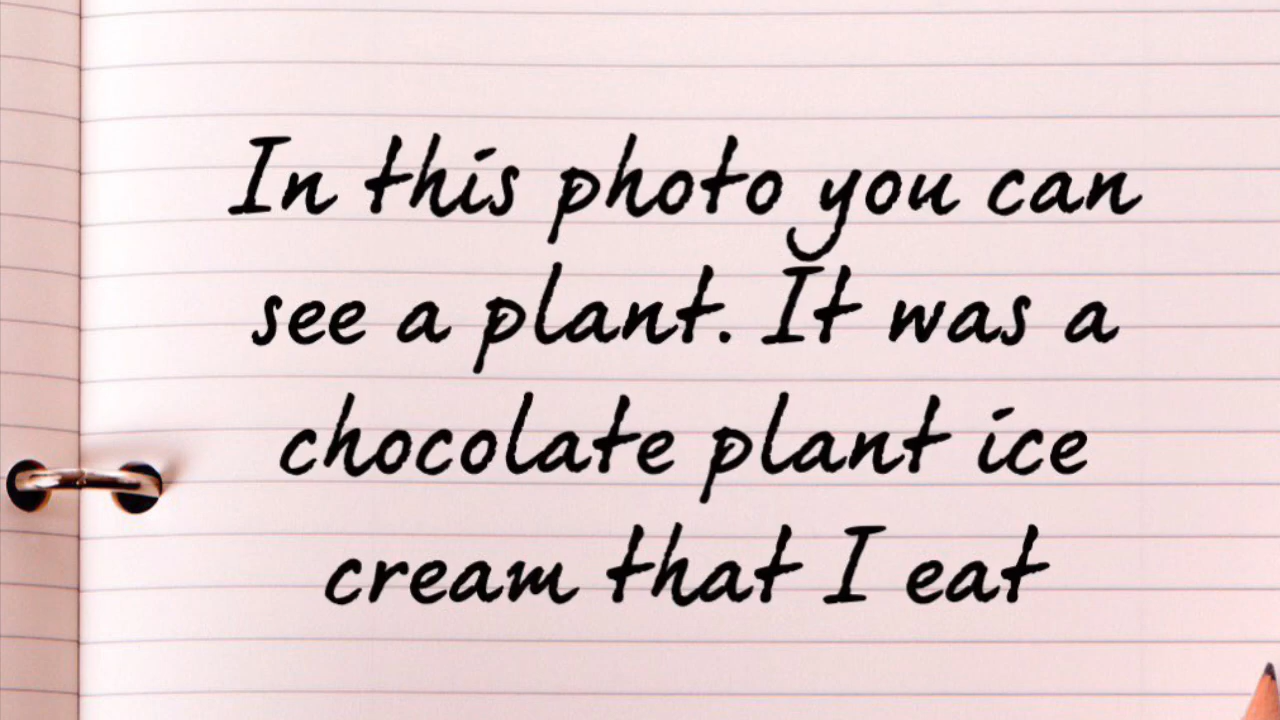 In this photo you can
see a plant. It was a
chocolate plant ice
cream that I eat